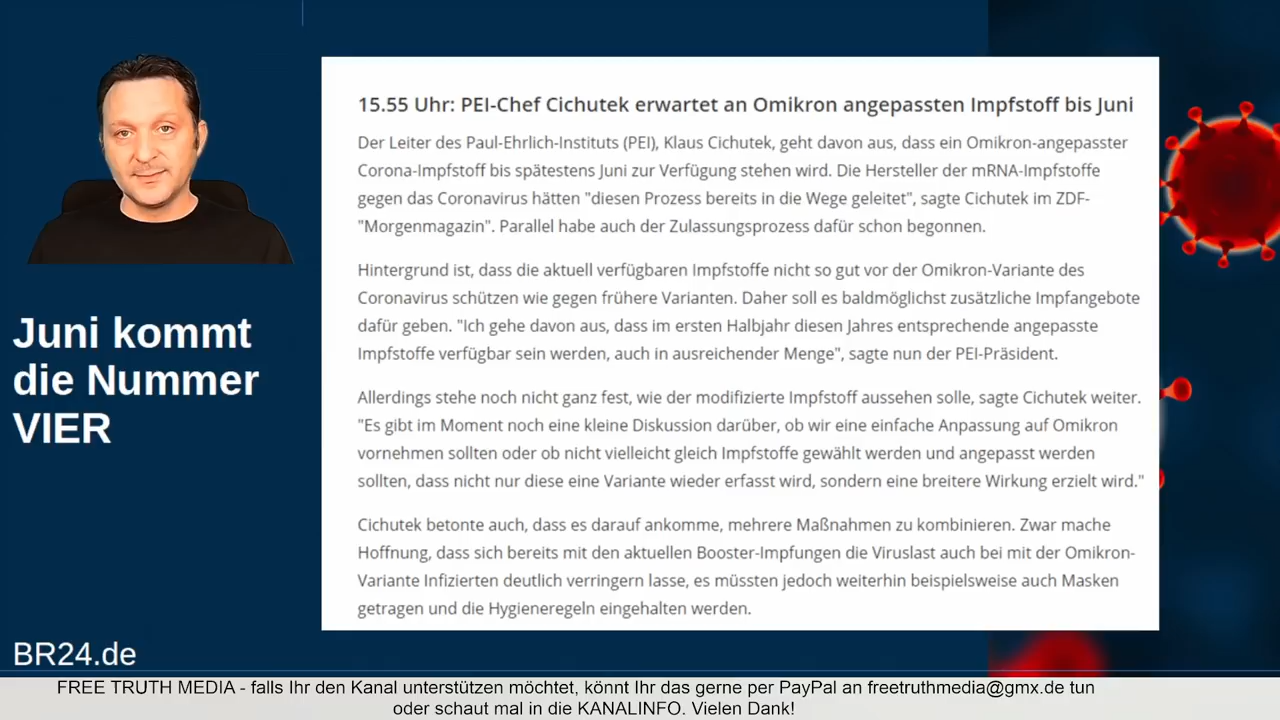 15.55 Uhr: PEI-Chef Cichutek erwartet an Omikron angepassten Impfstoff bis Juni
Der Leiter des Paul-Ehrlich-Instituts (PEI), Klaus Cichutek, geht davon aus, dass ein Omikron-angepasster
Corona-Impfstoff bis spätestens Juni zur Verfügung stehen wird. Die Hersteller der mRNA-Impfstoffe
gegen das Coronavirus hätten "diesen Prozess bereits in die Wege geleitet", sagte Cichutek im ZDF-
"Morgenmagazin". Parallel habe auch der Zulassungsprozess dafür schon begonnen.
Hintergrund ist, dass die aktuell verfügbaren Impfstoffe nicht so gut vor der Omikron-Variante des
Coronavirus schützen wie gegen frühere Varianten. Daher soll es baldmöglichst zusätzliche Impfangebote
dafür geben. "Ich gehe davon aus, dass im ersten Halbjahr diesen Jahres entsprechende angepasste
Impfstoffe verfügbar sein werden, auch in ausreichender Menge", sagte nun der PEI-Präsident.
Allerdings stehe noch nicht ganz fest, wie der modifizierte Impfstoff aussehen solle, sagte Cichutek weiter.
"Es gibt im Moment noch eine kleine Diskussion darüber, ob wir eine einfache Anpassung auf Omikron
vornehmen sollten oder ob nicht vielleicht gleich Impfstoffe gewählt werden und angepasst werden
sollten, dass nicht nur diese eine Variante wieder erfasst wird, sondern eine breitere Wirkung erzielt wird."
Cichutek betonte auch, dass es darauf ankomme, mehrere Maßnahmen zu kombinieren. Zwar mache
Hoffnung, dass sich bereits mit den aktuellen Booster-Impfungen die Viruslast auch bei mit der Omikron-
Variante Infizierten deutlich verringern lasse, es müssten jedoch weiterhin beispielsweise auch Masken
getragen und die Hygieneregeln eingehalten werden.
Juni kommt
die Nummer
VIER
BR24.de
FREE TRUTH MEDIA - falls Ihr den Kanal unterstützen möchtet, könnt Ihr das gerne per PayPal an freetruthmedia@gmx.de tun
oder schaut mal in die KANALINFO. Vielen Dank!